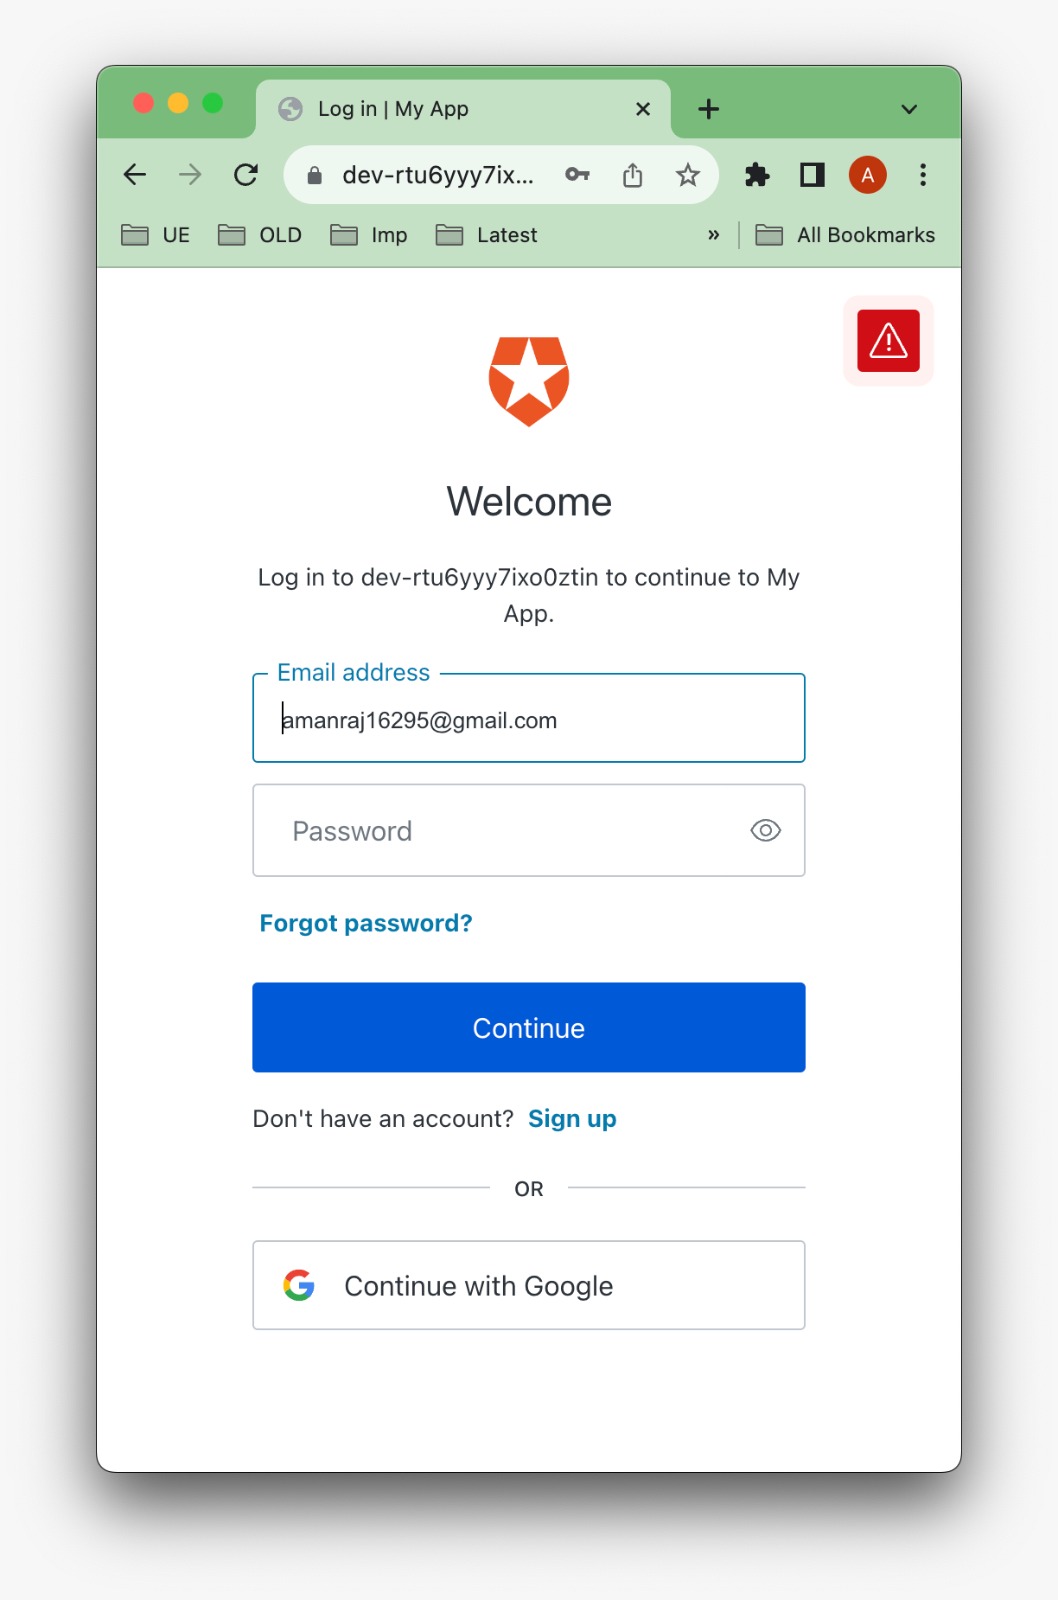 Log in | My App
dev-rtu6yyy7ix...
A
UE OLD Imp Latest » All Bookmarks
Welcome
Log in to dev-rtu6yyy7ixo0ztin to continue to My
App.
Email address
amanraj16295@gmail.com
Password
Forgot password?
Continue
Don't have an account? Sign up
OR
Continue with Google